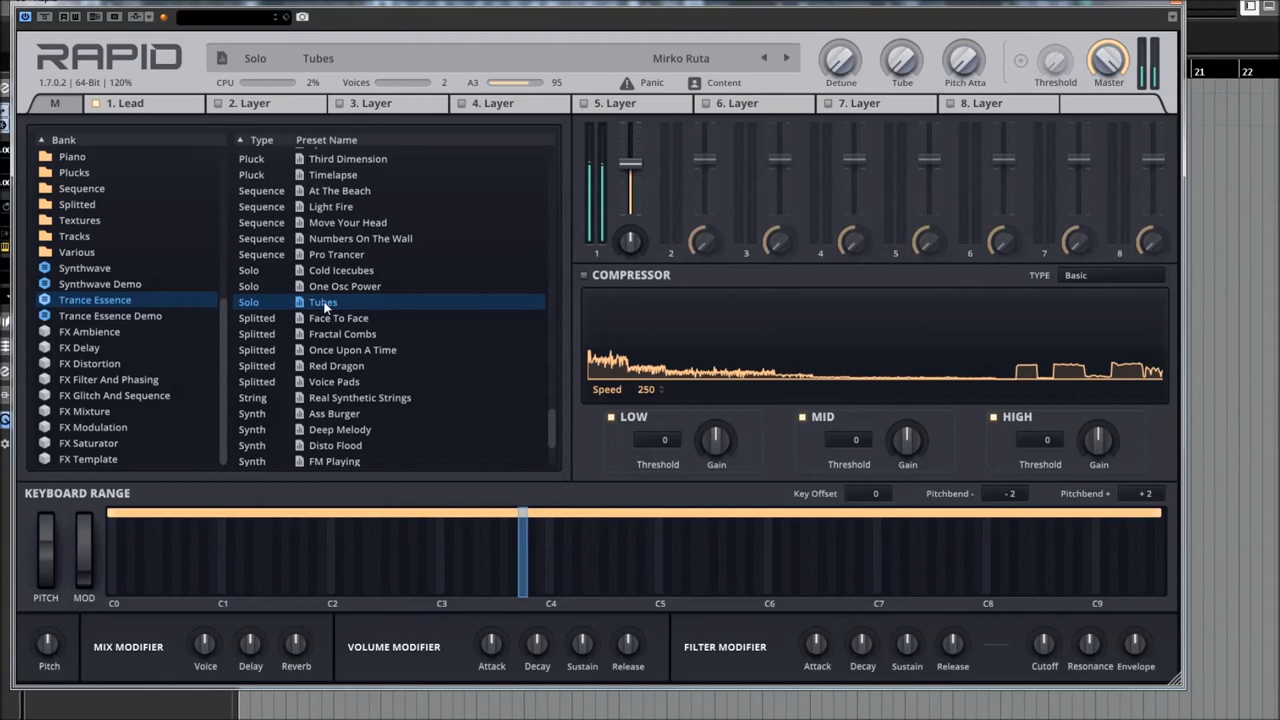 RAPID
Solo Tubes Mirko Ruta
Detune Tube Pitch Atta Threshold Master
1.7.0.2 | 64-Bit | 120% CPU 2% Voices 2 A3 95 Panic Content
21 22
M 1. Lead 2. Layer 3. Layer 4. Layer 5. Layer 6. Layer 7. Layer 8. Layer
Bank Type Preset Name
Piano Pluck Third Dimension
Plucks Pluck Timelapse
Sequence Sequence At The Beach
Splitted Sequence Light Fire
Textures Sequence Move Your Head
Tracks Sequence Numbers On The Wall
Various Sequence Pro Trancer
Synthwave Solo Cold Icecubes
Synthwave Demo Solo One Osc Power
Trance Essence Solo Tubes
Trance Essence Demo Splitted Face To Face
FX Ambience Splitted Fractal Combs
FX Delay Splitted Once Upon A Time
FX Distortion Splitted Red Dragon
FX Filter And Phasing Splitted Voice Pads
FX Glitch And Sequence String Real Synthetic Strings
FX Mixture Synth Ass Burger
FX Modulation Synth Deep Melody
FX Saturator Synth Disto Flood
FX Template Synth FM Playing
1 2 3 4 5 6 7 8
COMPRESSOR TYPE Basic
Speed 250
LOW MID HIGH
0 0 0
Threshold Gain Threshold Gain Threshold Gain
KEYBOARD RANGE Key Offset 0 Pitchbend - - 2 Pitchbend + + 2
PITCH MOD C0 C1 C2 C3 C4 C5 C6 C7 C8 C9
MIX MODIFIER VOLUME MODIFIER FILTER MODIFIER
Pitch Voice Delay Reverb Attack Decay Sustain Release Attack Decay Sustain Release Cutoff Resonance Envelope